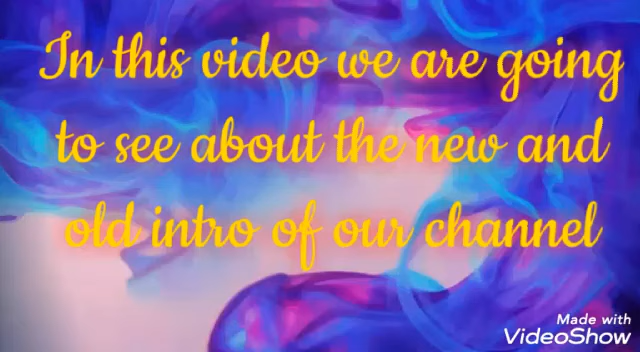 In this video we are going
to see about the new and
old intro of our channel
Made with
VideoShow